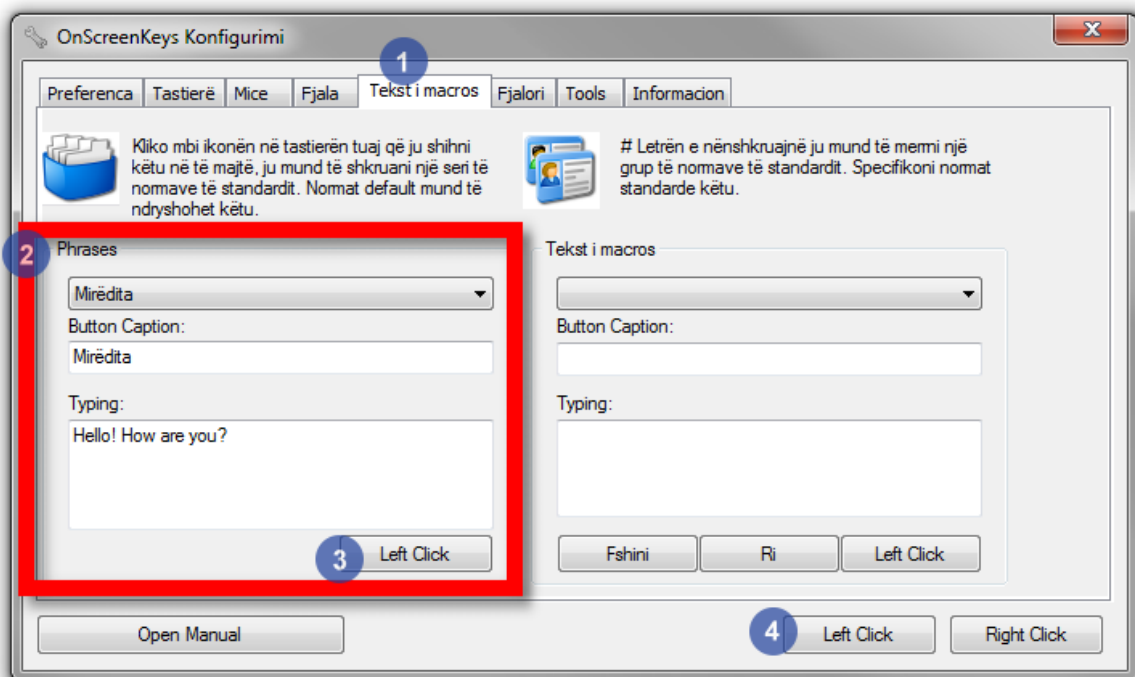 OnScreenKeys Konfigurimi
1
Preferenca Tastierë Mice Fjala Tekst i macros Fjalori Tools Informacion
Kliko mbi ikonën në tastierën tuaj që ju shihni
këtu në të majtë, ju mund të shkruani një seri të
normave të standardit. Normat default mund të
ndryshohet këtu.
# Letrën e nënshkruajnë ju mund të merrni një
grup të normave të standardit. Specifikoni normat
standarde këtu.
2
Phrases
Mirëdita
Button Caption:
Mirëdita
Typing:
Hello! How are you?
3
Left Click
Tekst i macros
Button Caption:
Typing:
Fshini Ri Left Click
Open Manual
4
Left Click Right Click